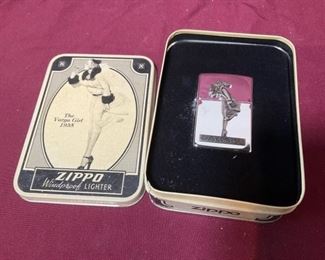 The
Varga Girl
1935
ZIPPO
Windproof LIGHTER
ZIPPO